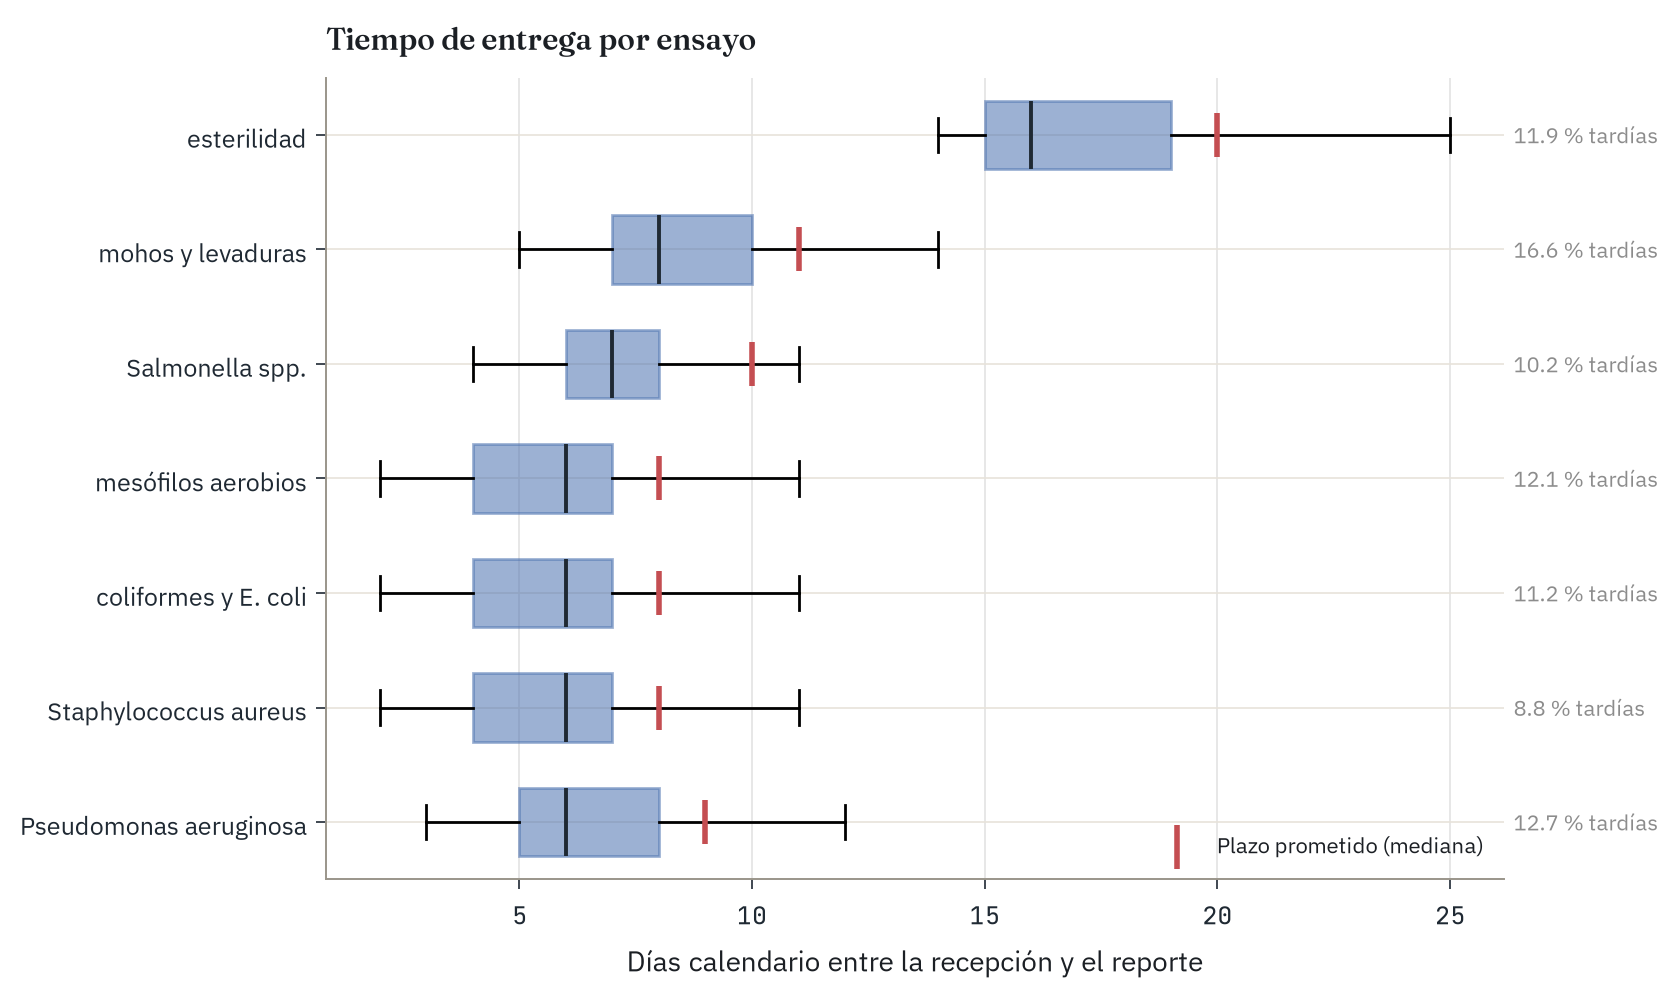 Tiempo de entrega por ensayo
esterilidad
11.9 % tardías
mohos y levaduras
16.6 % tardías
Salmonella spp.
10.2 % tardías
mesófilos aerobios
12.1 % tardías
coliformes y E. coli
11.2 % tardías
Staphylococcus aureus
8.8 % tardías
Pseudomonas aeruginosa
12.7 % tardías
Plazo prometido (mediana)
5 10 15 20 25
Días calendario entre la recepción y el reporte